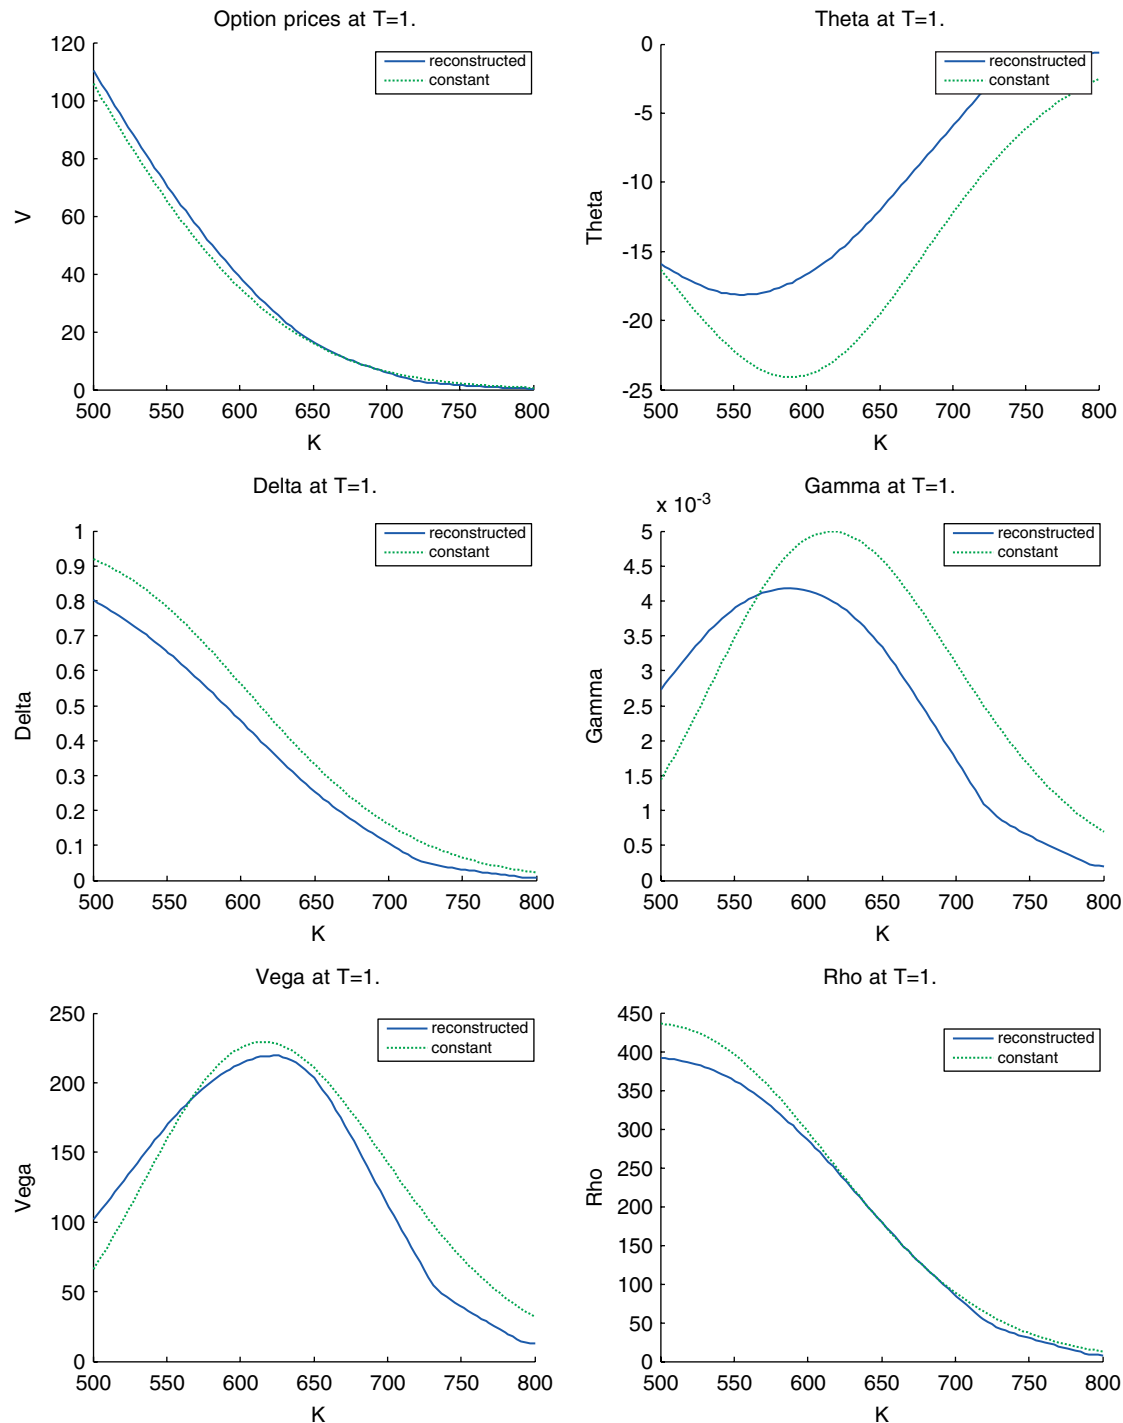 Option prices at T=1.
120
100
80
60
40
20
0
V
500 550 600 650 700 750 800
K
reconstructed
constant
Theta at T=1.
0
-5
-10
-15
-20
-25
Theta
500 550 600 650 700 750 800
K
reconstructed
constant
Delta at T=1.
1
0.9
0.8
0.7
0.6
0.5
0.4
0.3
0.2
0.1
0
Delta
500 550 600 650 700 750 800
K
reconstructed
constant
Gamma at T=1.
x 10-3
5
4.5
4
3.5
3
2.5
2
1.5
1
0.5
0
Gamma
500 550 600 650 700 750 800
K
reconstructed
constant
Vega at T=1.
250
200
150
100
50
0
Vega
500 550 600 650 700 750 800
K
reconstructed
constant
Rho at T=1.
450
400
350
300
250
200
150
100
50
0
Rho
500 550 600 650 700 750 800
K
reconstructed
constant